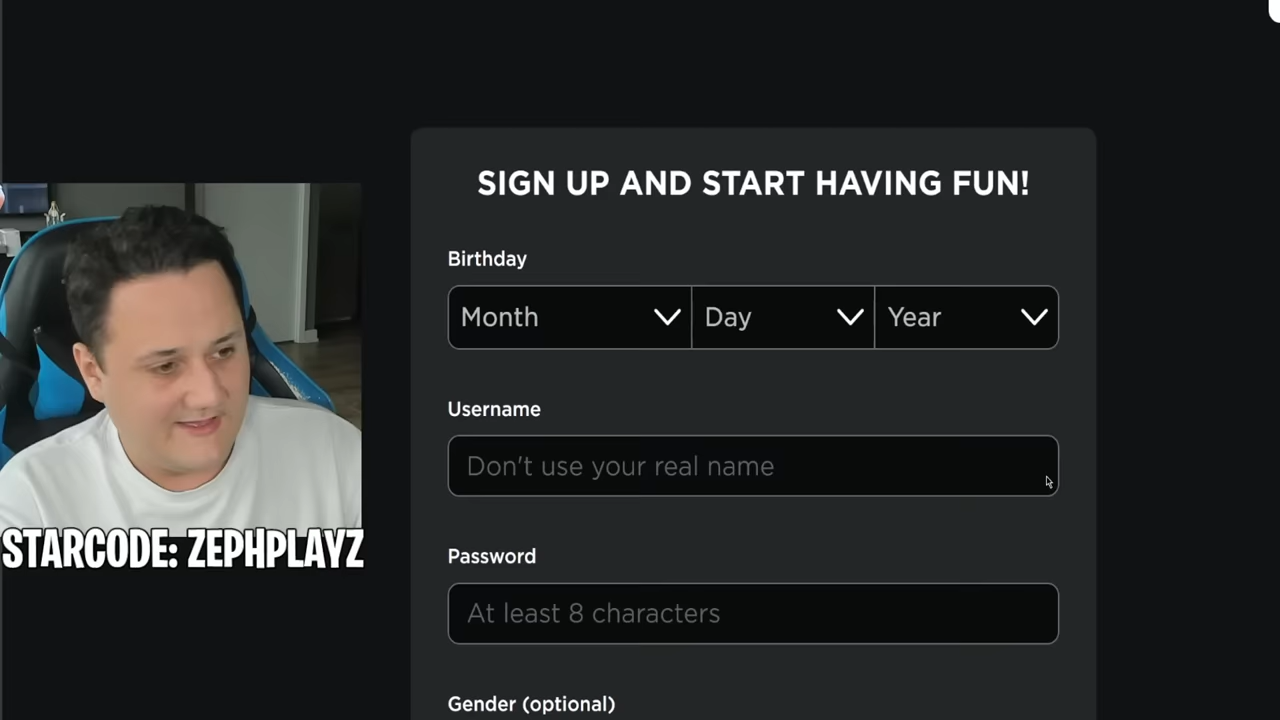 SIGN UP AND START HAVING FUN!
Birthday
Month Day Year
Username
Don't use your real name
Password
At least 8 characters
Gender (optional)
STARCODE: ZEPHPLAYZ